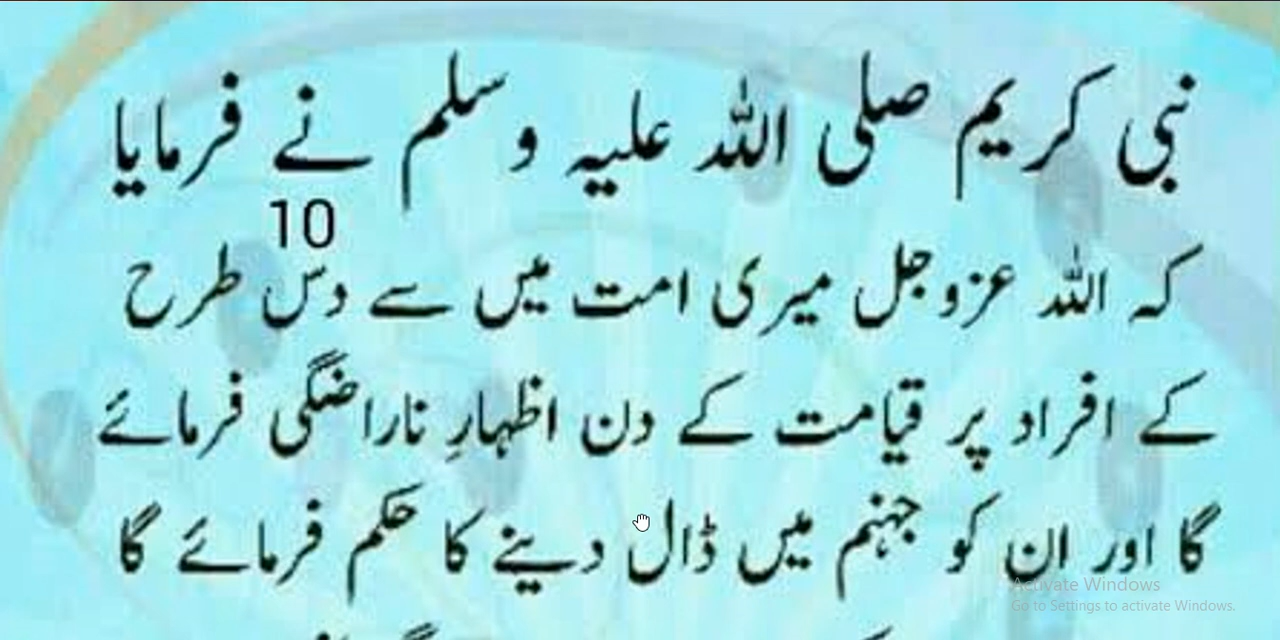 نبی کریم صلی اللہ علیہ وسلم نے فرمایا
10
کہ اللہ عزوجل میری امت میں سے دس طرح
کے افراد پر قیامت کے دن اظہارِ ناراضگی فرمائے
گا اور ان کو جہنم میں ڈال دینے کا حکم فرمائے گا
Activate Windows
Go to Settings to activate Windows.